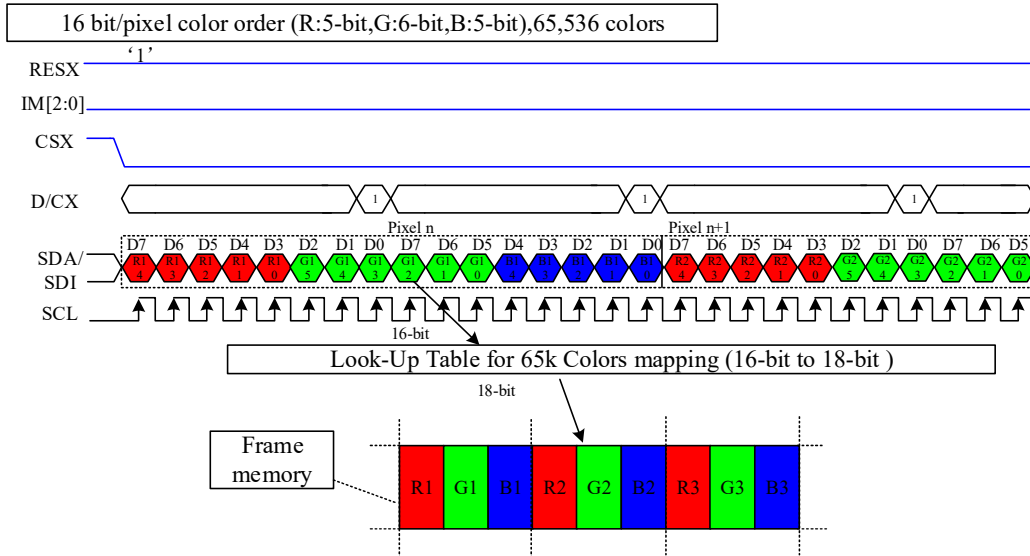 16 bit/pixel color order (R:5-bit,G:6-bit,B:5-bit),65,536 colors
‘1’
RESX
IM[2:0]
CSX
D/CX
1 1 1
Pixel n Pixel n+1
D7 D6 D5 D4 D3 D2 D1 D0 D7 D6 D5 D4 D3 D2 D1 D0 D7 D6 D5 D4 D3 D2 D1 D0 D7 D6 D5
SDA/
SDI
R1 R1 R1 R1 R1 G1 G1 G1 G1 G1 G1 B1 B1 B1 B1 B1 R2 R2 R2 R2 R2 G2 G2 G2 G2 G2 G2
4 3 2 1 0 5 4 3 2 1 0 4 3 2 1 0 4 3 2 1 0 5 4 3 2 1 0
SCL
16-bit
Look-Up Table for 65k Colors mapping (16-bit to 18-bit )
18-bit
Frame
memory
R1 G1 B1 R2 G2 B2 R3 G3 B3